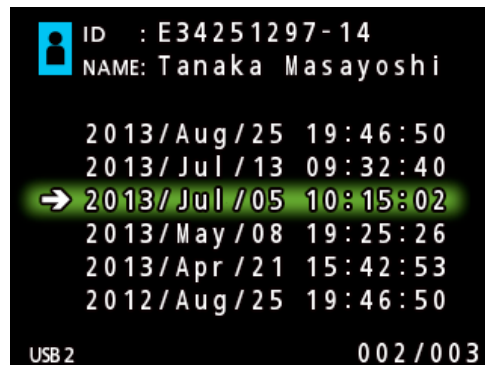 ID : E34251297-14
NAME: Tanaka Masayoshi
2013/Aug/25 19:46:50
2013/Jul/13 09:32:40
2013/Jul/05 10:15:02
2013/May/08 19:25:26
2013/Apr/21 15:42:53
2012/Aug/25 19:46:50
USB 2 002/003